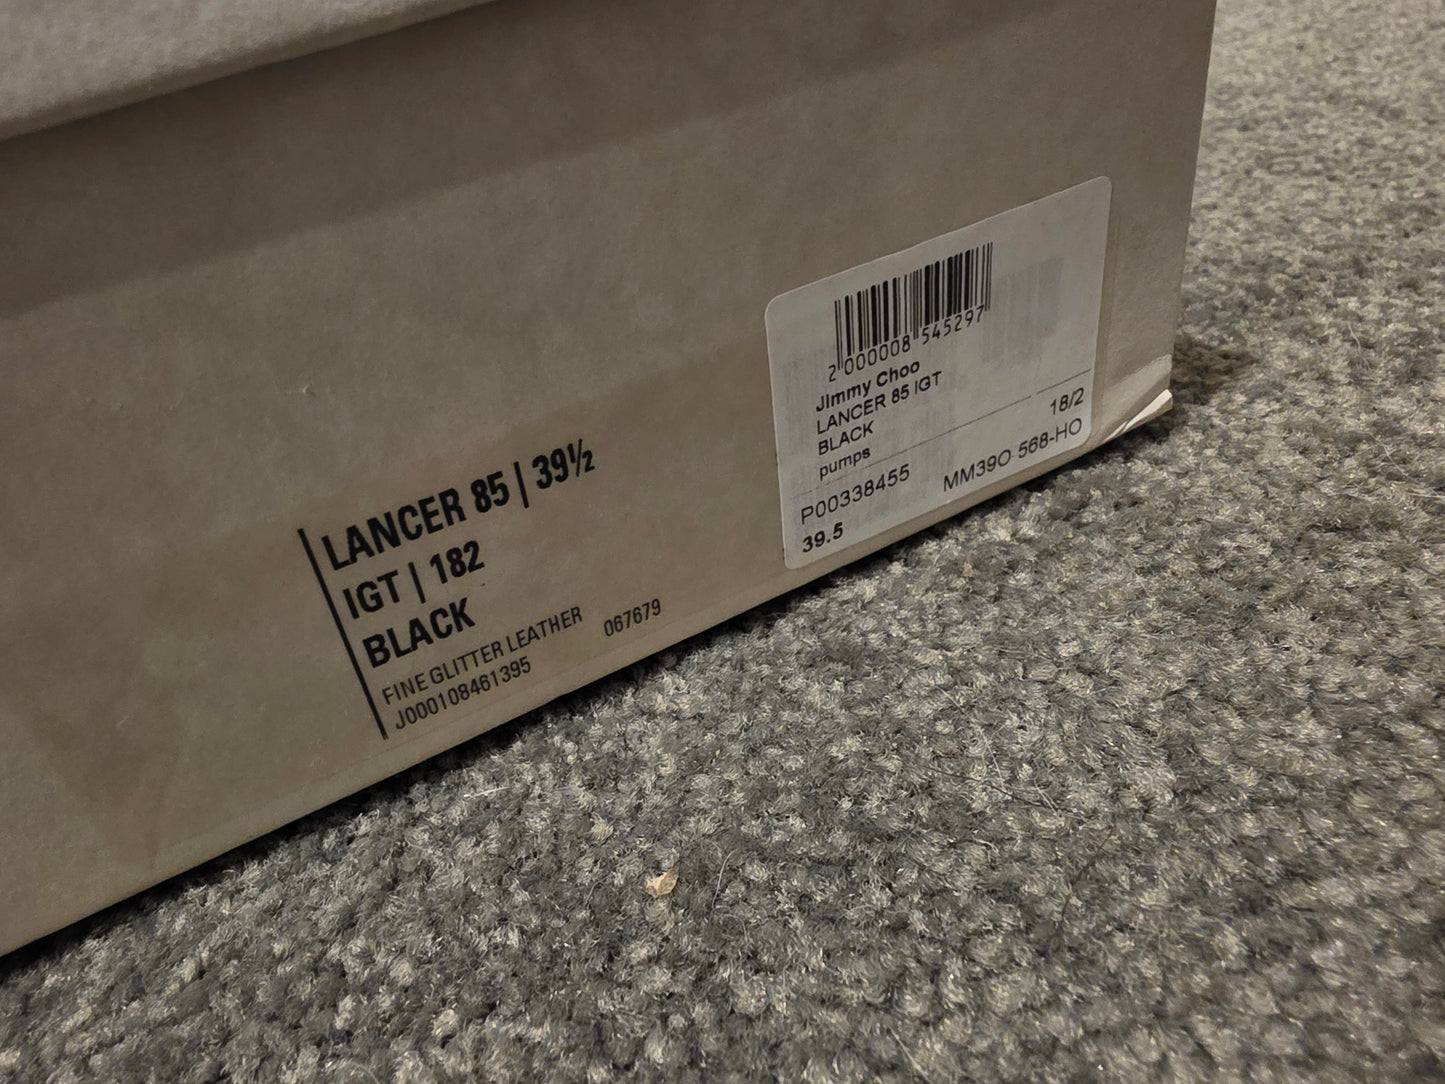 LANCER 85 | 39½
IGT | 182
BLACK
FINE GLITTER LEATHER 067679
J000108461395
2 000008 545297
Jimmy Choo
LANCER 85 IGT
BLACK
pumps 18/2
P00338455 MM39O 568-HO
39.5